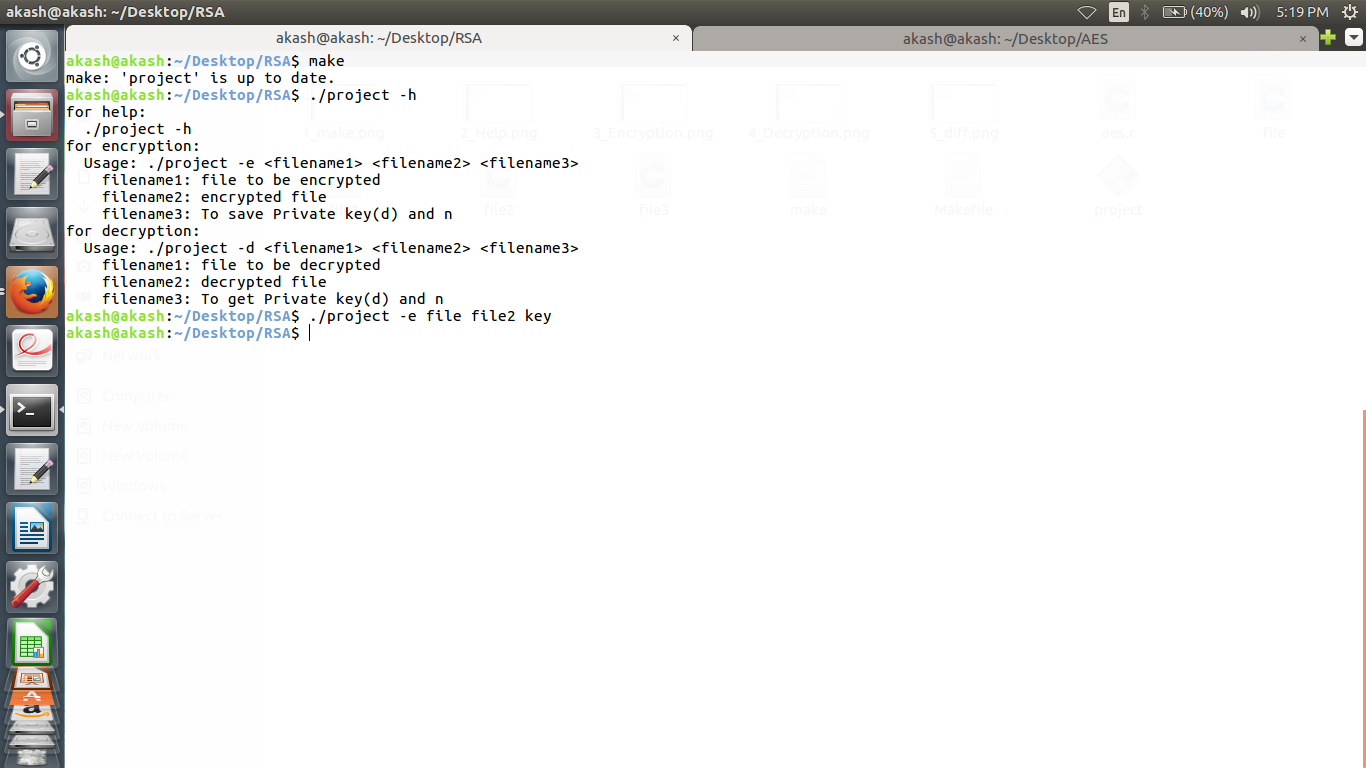 akash@akash: ~/Desktop/RSA
En
(40%)
5:19 PM
akash@akash: ~/Desktop/RSA ×
akash@akash: ~/Desktop/AES ×
akash@akash:~/Desktop/RSA$ make
make: 'project' is up to date.
akash@akash:~/Desktop/RSA$ ./project -h
for help:
  ./project -h
for encryption:
  Usage: ./project -e <filename1> <filename2> <filename3>
    filename1: file to be encrypted
    filename2: encrypted file
    filename3: To save Private key(d) and n
for decryption:
  Usage: ./project -d <filename1> <filename2> <filename3>
    filename1: file to be decrypted
    filename2: decrypted file
    filename3: To get Private key(d) and n
akash@akash:~/Desktop/RSA$ ./project -e file file2 key
akash@akash:~/Desktop/RSA$
1_make.png
2_Help.png
3_Encryption.png
4_Decryption.png
5_diff.png
aes.c
file
file2
file3
make
Makefile
project
Network
Computer
New Volume
New Volume
Windows
Connect to Server